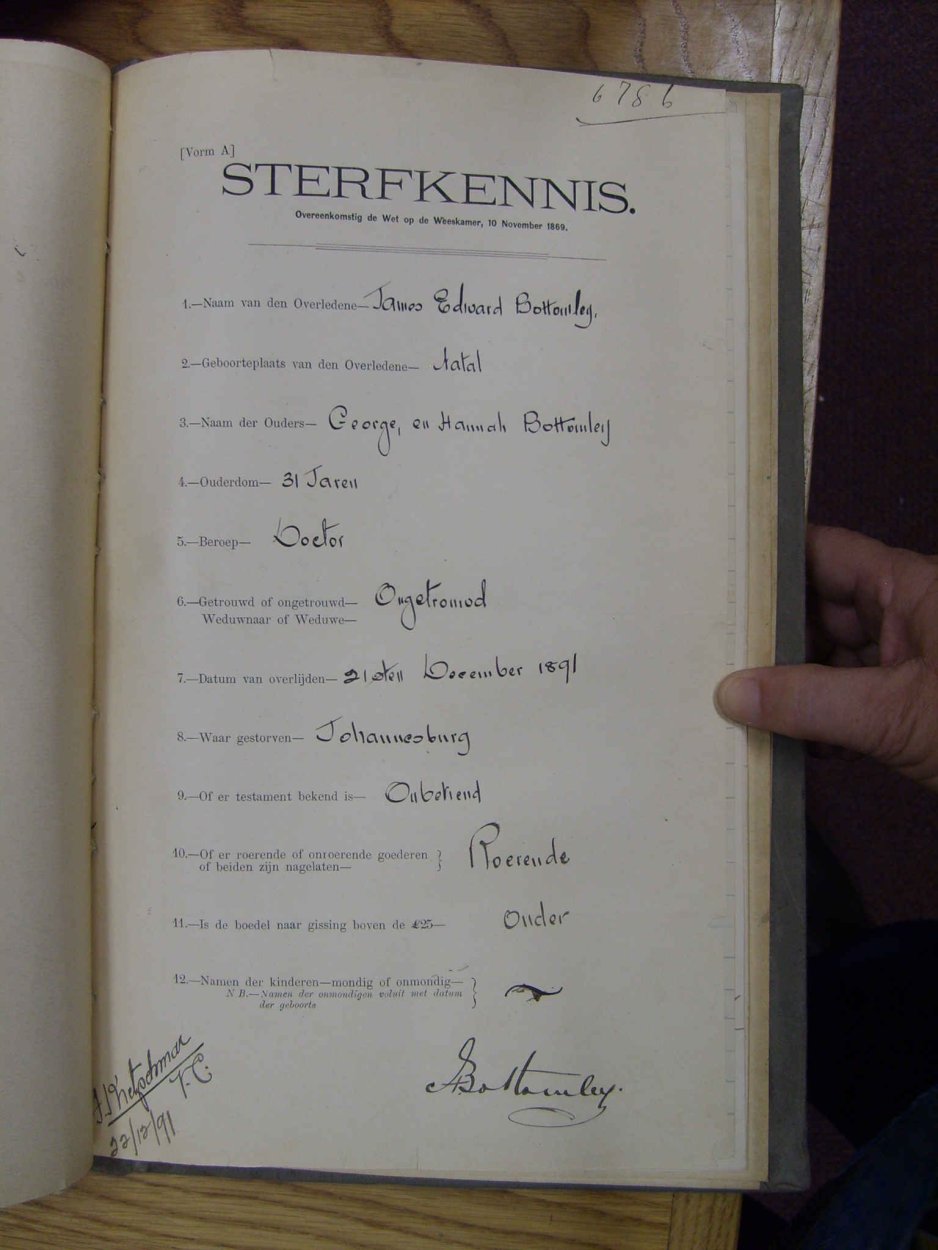 6786
[Vorm A]
STERFKENNIS.
Overeenkomstig de Wet op de Weeskamer, 10 November 1869.
1.—Naam van den Overledene— James Edward Bottomley,
2.—Geboorteplaats van den Overledene— Natal
3.—Naam der Ouders— George, en Hannah Bottomley
4.—Ouderdom— 31 Jaren
5.—Beroep— Doctor
6.—Getrouwd of ongetrouwd— Ongetrouwd
Weduwnaar of Weduwe—
7.—Datum van overlijden— 21sten December 1891
8.—Waar gestorven— Johannesburg
9.—Of er testament bekend is— Onbekend
10.—Of er roerende of onroerende goederen } Roerende
of beiden zijn nagelaten— }
11.—Is de boedel naar gissing boven de £25— Onder
12.—Namen der kinderen—mondig of onmondig— }
N B.—Namen der onmondigen voluit met datum }
der geboorte }
Bottomley.
22/12/91